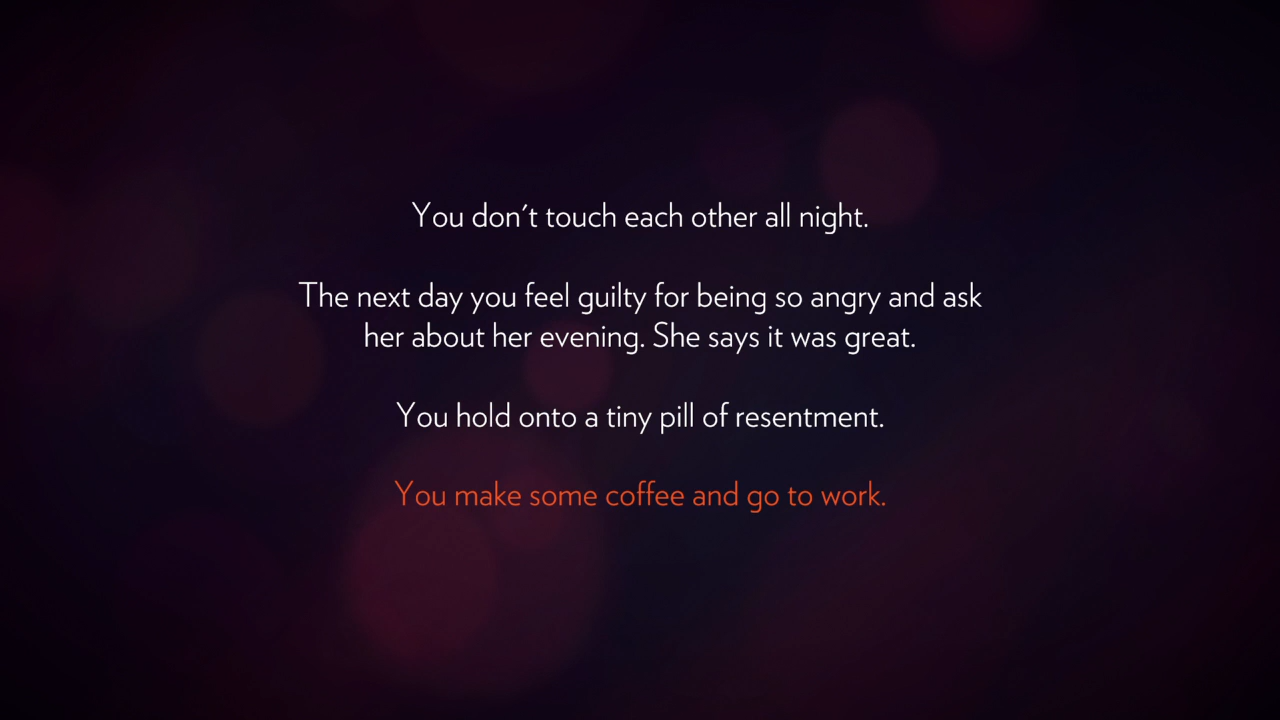 You don't touch each other all night.
The next day you feel guilty for being so angry and ask
her about her evening. She says it was great.
You hold onto a tiny pill of resentment.
You make some coffee and go to work.